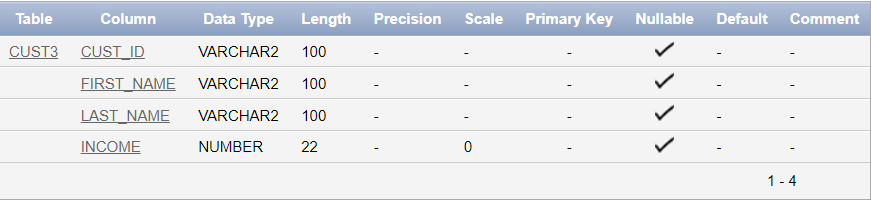 Table Column Data Type Length Precision Scale Primary Key Nullable Default Comment
CUST3 CUST_ID VARCHAR2 100 - - - - -
FIRST_NAME VARCHAR2 100 - - - - -
LAST_NAME VARCHAR2 100 - - - - -
INCOME NUMBER 22 - 0 - - -
1 - 4